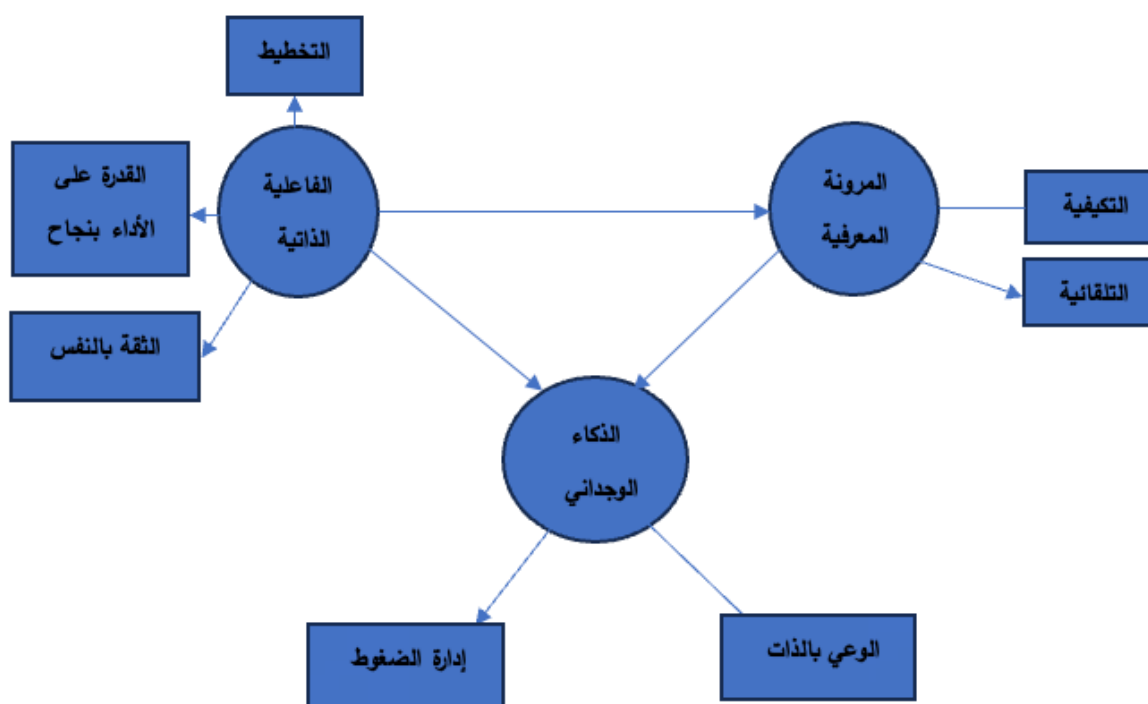 التخطيط
المرونة
المعرفية
الفاعلية
الذاتية
القدرة على
الأداء بنجاح
التكيفية
التلقائية
الثقة بالنفس
الذكاء
الوجداني
الوعي بالذات
إدارة الضغوط